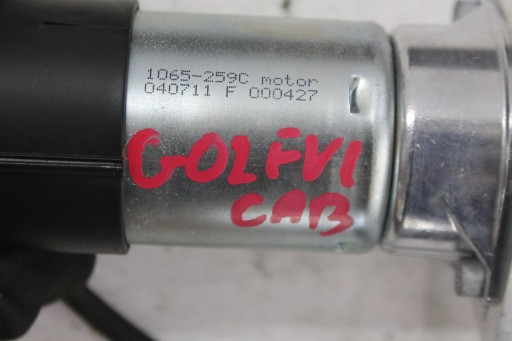 1065-259C motor
040711 F 000427
GOLFVI
CAB